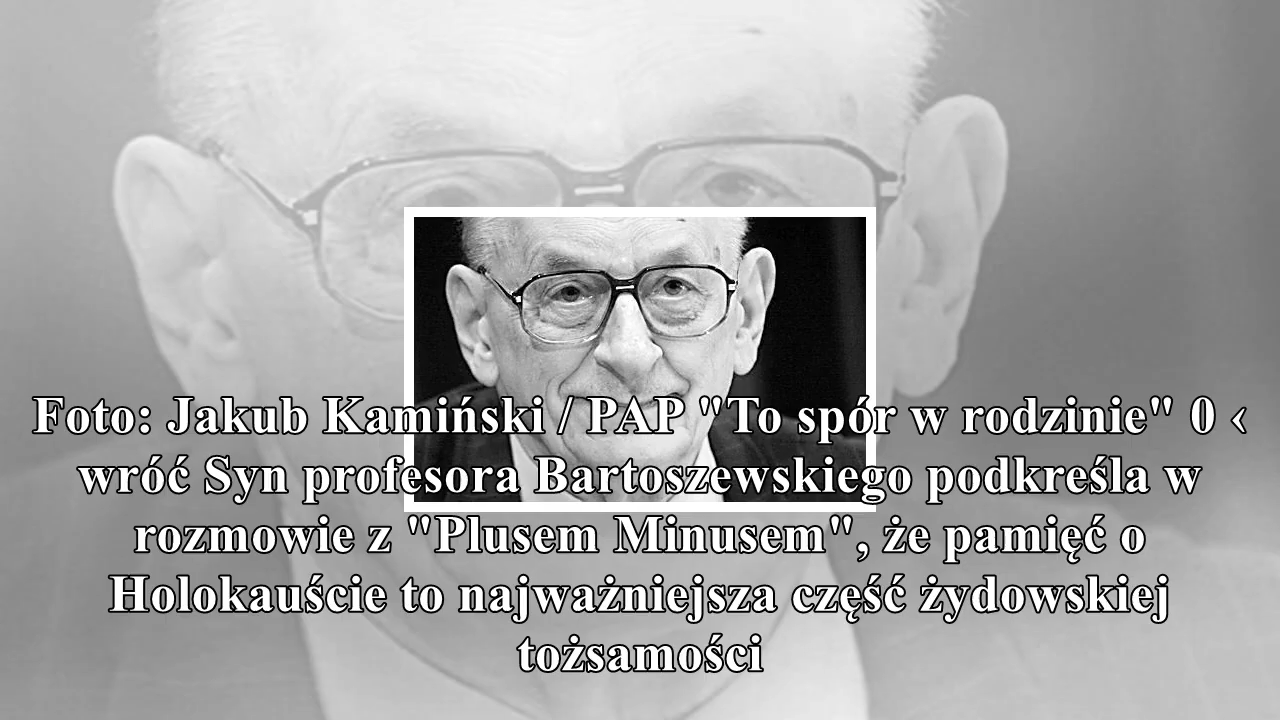 Foto: Jakub Kamiński / PAP "To spór w rodzinie" 0 ‹
wróć Syn profesora Bartoszewskiego podkreśla w
rozmowie z "Plusem Minusem", że pamięć o
Holokauście to najważniejsza część żydowskiej
tożsamości